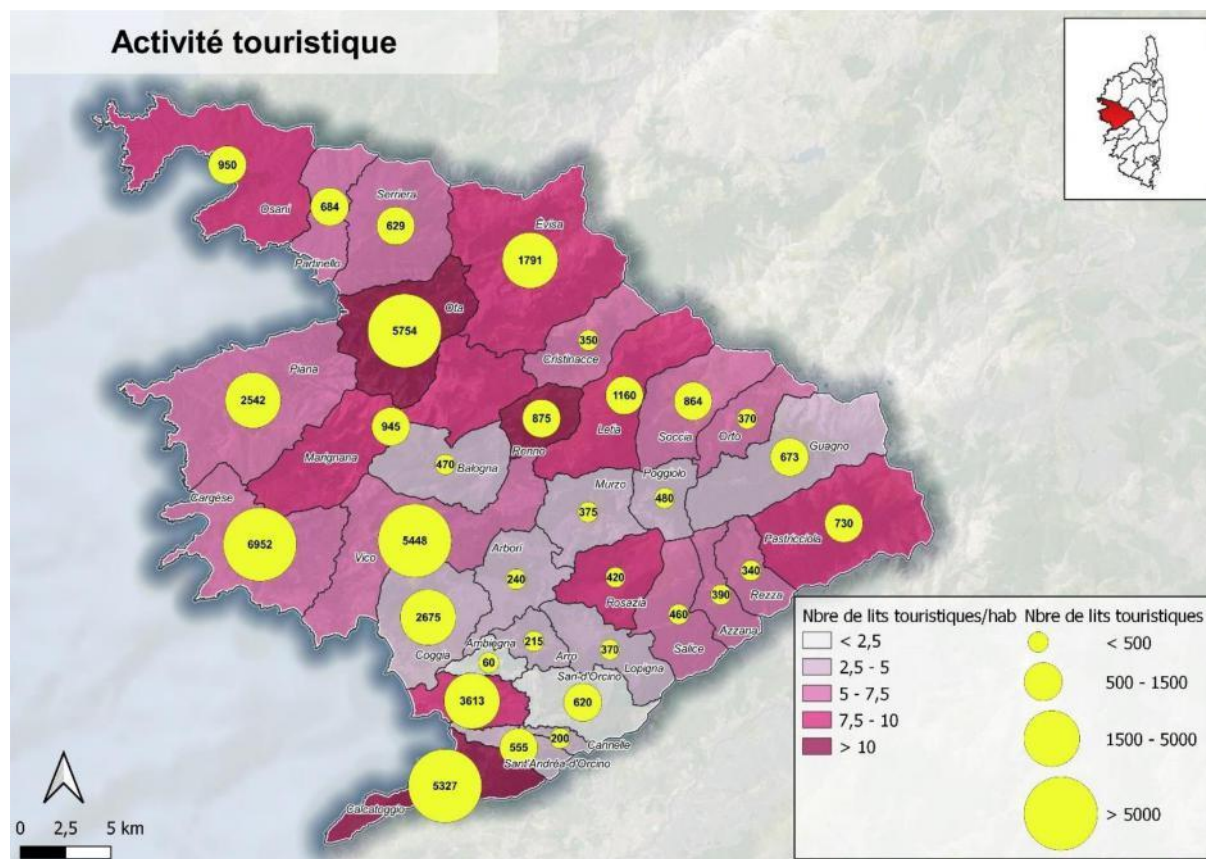 Activité touristique
950
Osani
684
Partinello
Serriera
629
Évisa
1791
Ota
5754
350
Cristinacce
Piana
2542
945
Marignana
875
Renno
1160
Letia
864
Soccia
370
Orto
Guagno
673
470
Balogna
Murzo
375
Poggiolo
480
730
Pastricciola
Cargèse
6952
Vico
5448
Arbori
240
420
Rosazia
340
Rezza
390
Azzana
460
Salice
2675
Coggia
Ambiegna
60
215
Arro
370
Lopigna
3613
San-d'Orcino
620
200
Cannelle
555
Sant'Andréa-d'Orcino
5327
Calcatoggio
0 2,5 5 km
Nbre de lits touristiques/hab
< 2,5
2,5 - 5
5 - 7,5
7,5 - 10
> 10
Nbre de lits touristiques
< 500
500 - 1500
1500 - 5000
> 5000